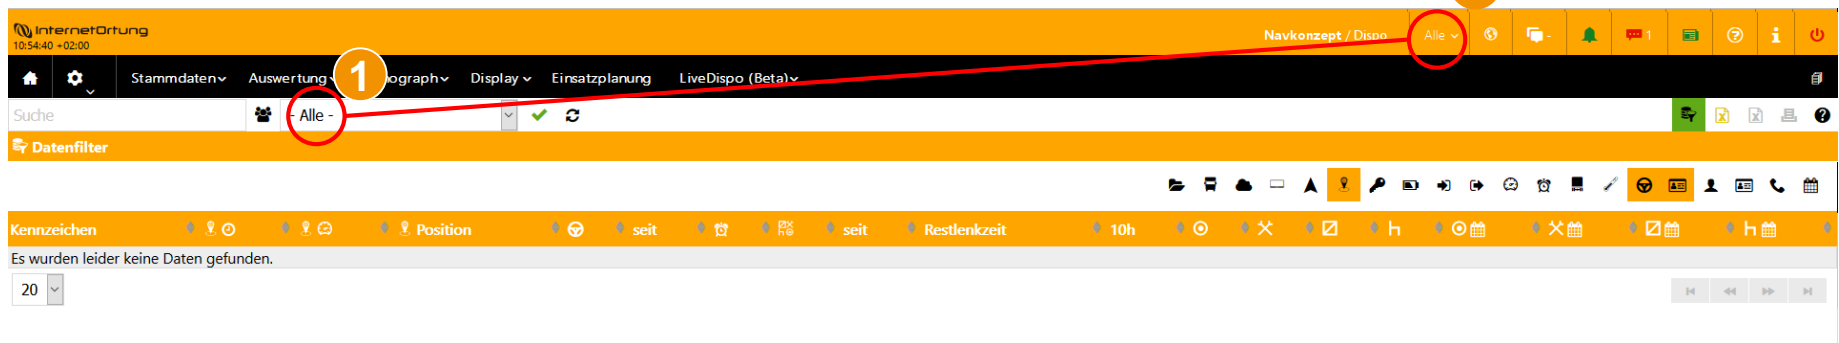 InternetOrtung
10:54:40 +02:00
Navkonzept / Dispo
Alle
-
1
Stammdaten Auswertung ograph Display Einsatzplanung LiveDispo (Beta)
1
Suche
- Alle -
Datenfilter
Kennzeichen Position seit seit Restlenkzeit 10h
Es wurden leider keine Daten gefunden.
20